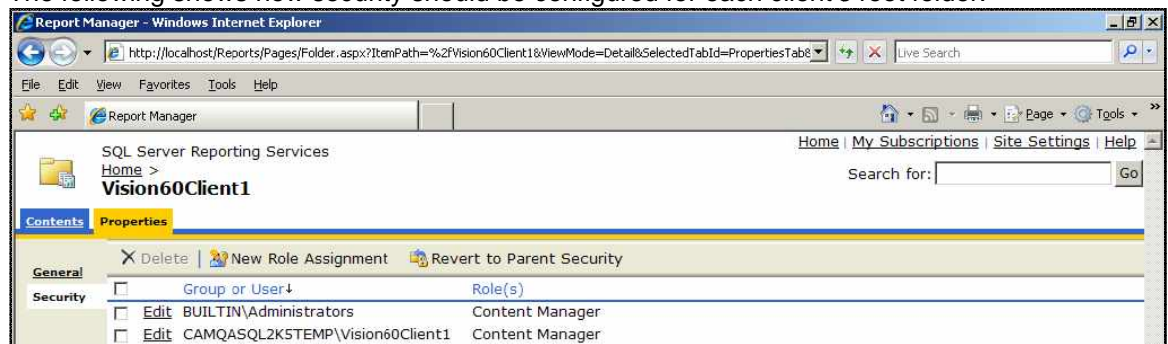 The following shows how security should be configured for each client's root folder:
Report Manager - Windows Internet Explorer
http://localhost/Reports/Pages/Folder.aspx?ItemPath=%2fVision60Client1&ViewMode=Detail&SelectedTabId=PropertiesTab&
Live Search
File Edit View Favorites Tools Help
Report Manager
Page Tools »
Home | My Subscriptions | Site Settings | Help
SQL Server Reporting Services
Home >
Search for: Go
Vision60Client1
Contents Properties
Delete | New Role Assignment Revert to Parent Security
General
Security
Group or User↓ Role(s)
Edit BUILTIN\Administrators Content Manager
Edit CAMQASQL2K5TEMP\Vision60Client1 Content Manager